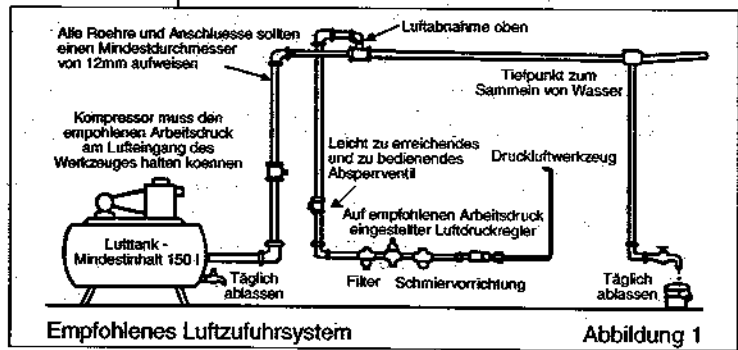 Alle Roehre und Anschluesse sollten
einen Mindestdurchmesser
von 12mm aufweisen
Luftabnahme oben
Tiefpunkt zum
Sammeln von Wasser
Kompressor muss den
empohlenen Arbeitsdruck
am Lufteingang des
Werkzeuges halten koennen
Leicht zu erreichendes
und zu bedienendes
Absperrventil
Druckluftwerkzeug
Auf empfohlenen Arbeitsdruck
eingestellter Luftdruckregler
Lufttank -
Mindestinhalt 150 l
Täglich
ablassen
Filter
Schmiervorrichtung
Täglich
ablassen
Empfohlenes Luftzufuhrsystem
Abbildung 1